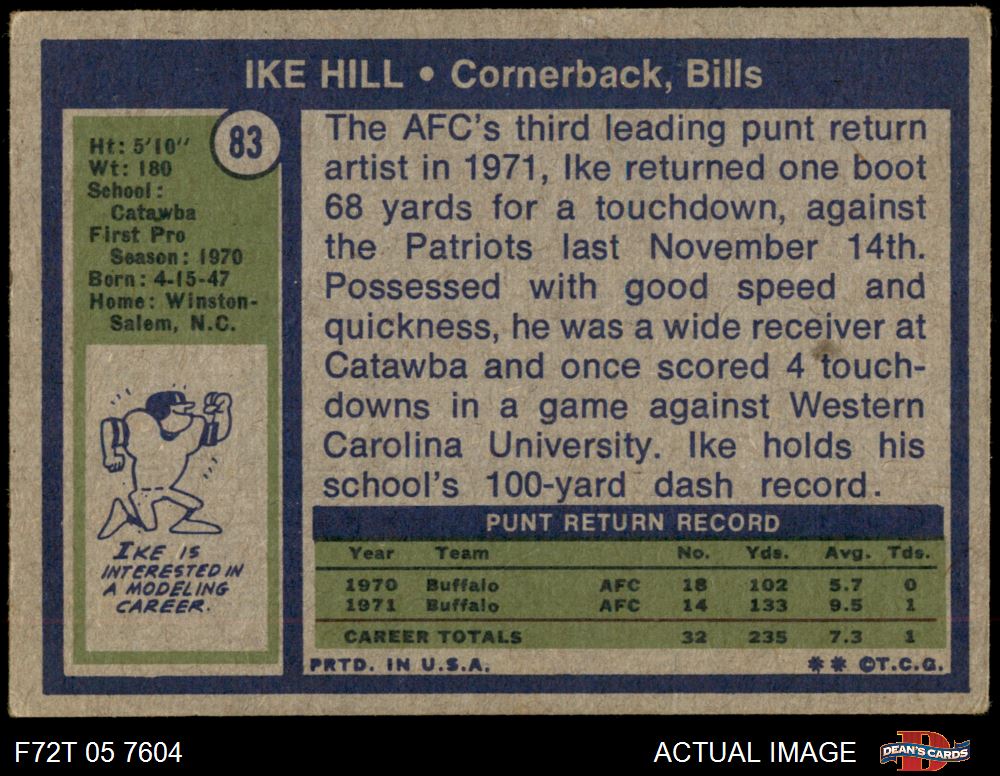 IKE HILL • Cornerback, Bills
83
Ht: 5'10"
Wt: 180
School:
Catawba
First Pro
Season: 1970
Born: 4-15-47
Home: Winston-
Salem, N.C.
IKE IS
INTERESTED IN
A MODELING
CAREER.
The AFC's third leading punt return
artist in 1971, Ike returned one boot
68 yards for a touchdown, against
the Patriots last November 14th.
Possessed with good speed and
quickness, he was a wide receiver at
Catawba and once scored 4 touch-
downs in a game against Western
Carolina University. Ike holds his
school's 100-yard dash record.
PUNT RETURN RECORD
Year Team No. Yds. Avg. Tds.
1970 Buffalo AFC 18 102 5.7 0
1971 Buffalo AFC 14 133 9.5 1
CAREER TOTALS 32 235 7.3 1
PRTD. IN U.S.A. ** ©T.C.G.
F72T 05 7604 ACTUAL IMAGE DEAN'S CARDS